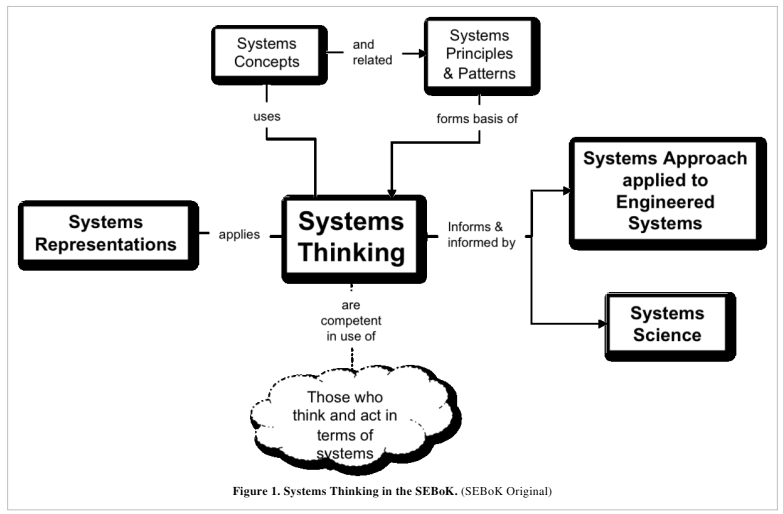 Systems
Concepts
and
related
Systems
Principles
& Patterns
uses
forms basis of
Systems Approach
applied to
Engineered
Systems
Systems
Representations
applies
Systems
Thinking
Informs &
informed by
Systems
Science
are
competent
in use of
Those who
think and act in
terms of
systems
Figure 1. Systems Thinking in the SEBoK. (SEBoK Original)